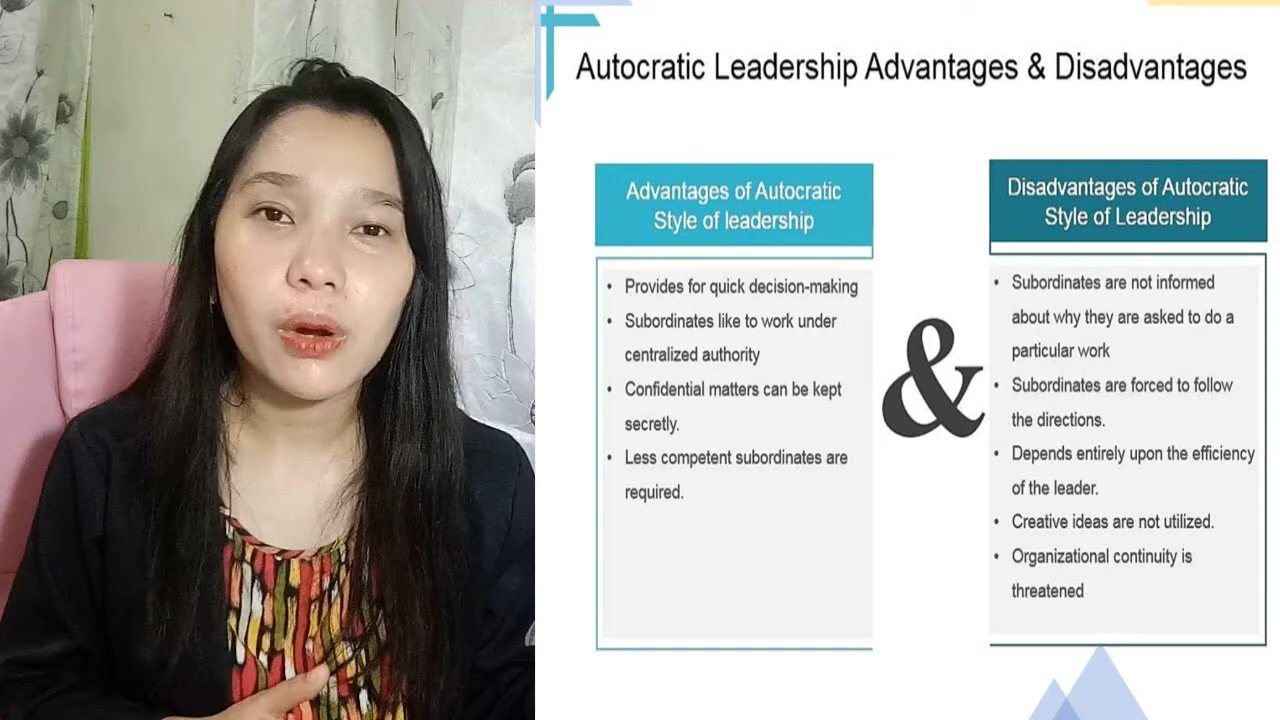 Autocratic Leadership Advantages & Disadvantages
Advantages of Autocratic
Style of leadership
• Provides for quick decision-making
• Subordinates like to work under
centralized authority
• Confidential matters can be kept
secretly.
• Less competent subordinates are
required.
&
Disadvantages of Autocratic
Style of Leadership
• Subordinates are not informed
about why they are asked to do a
particular work
• Subordinates are forced to follow
the directions.
• Depends entirely upon the efficiency
of the leader.
• Creative ideas are not utilized.
• Organizational continuity is
threatened